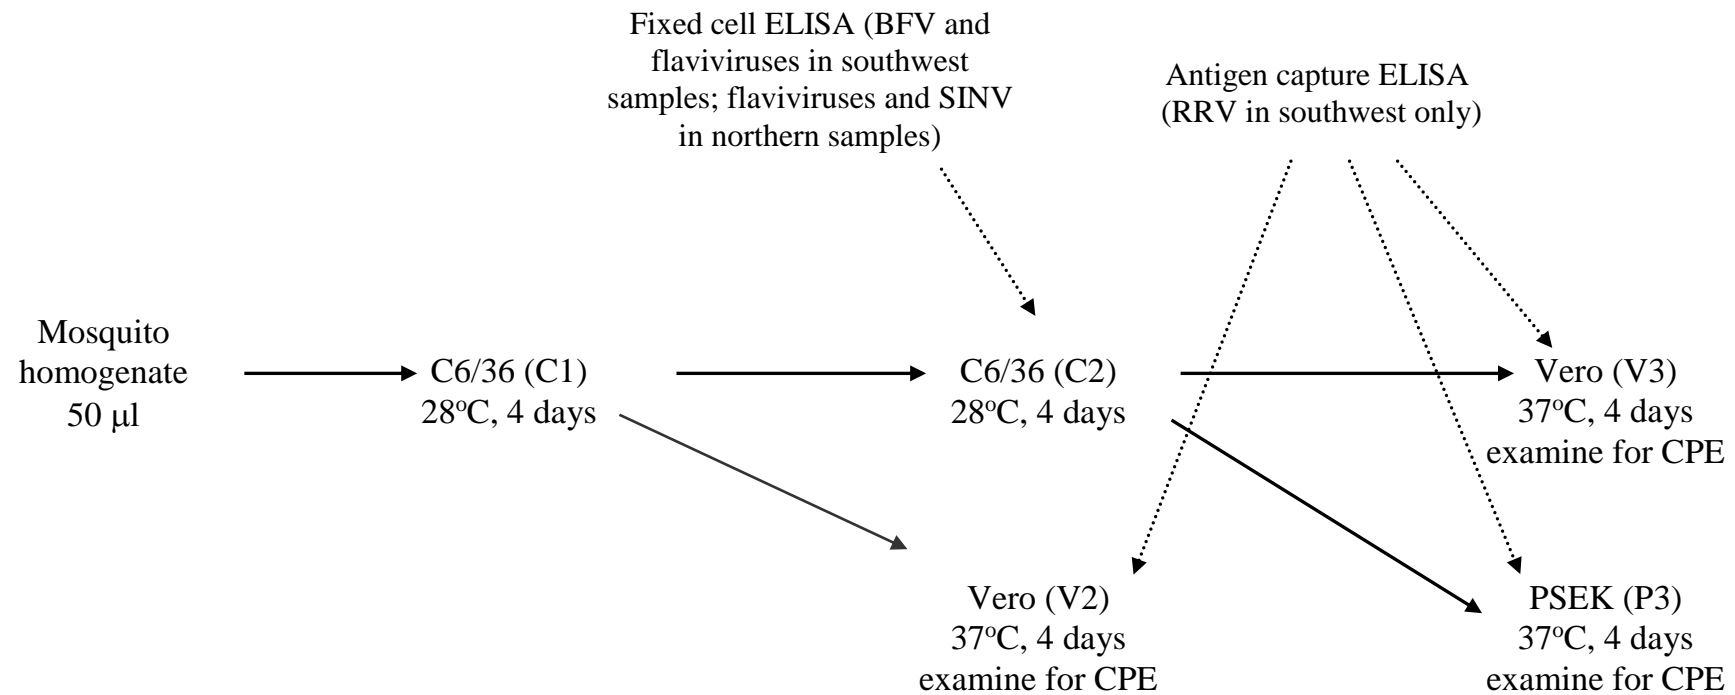 Fixed cell ELISA (BFV and
flaviviruses in southwest
samples; flaviviruses and SINV
in northern samples)
Antigen capture ELISA
(RRV in southwest only)
Mosquito
homogenate
50 μl
C6/36 (C1)
28°C, 4 days
C6/36 (C2)
28°C, 4 days
Vero (V3)
37°C, 4 days
examine for CPE
Vero (V2)
37°C, 4 days
examine for CPE
PSEK (P3)
37°C, 4 days
examine for CPE